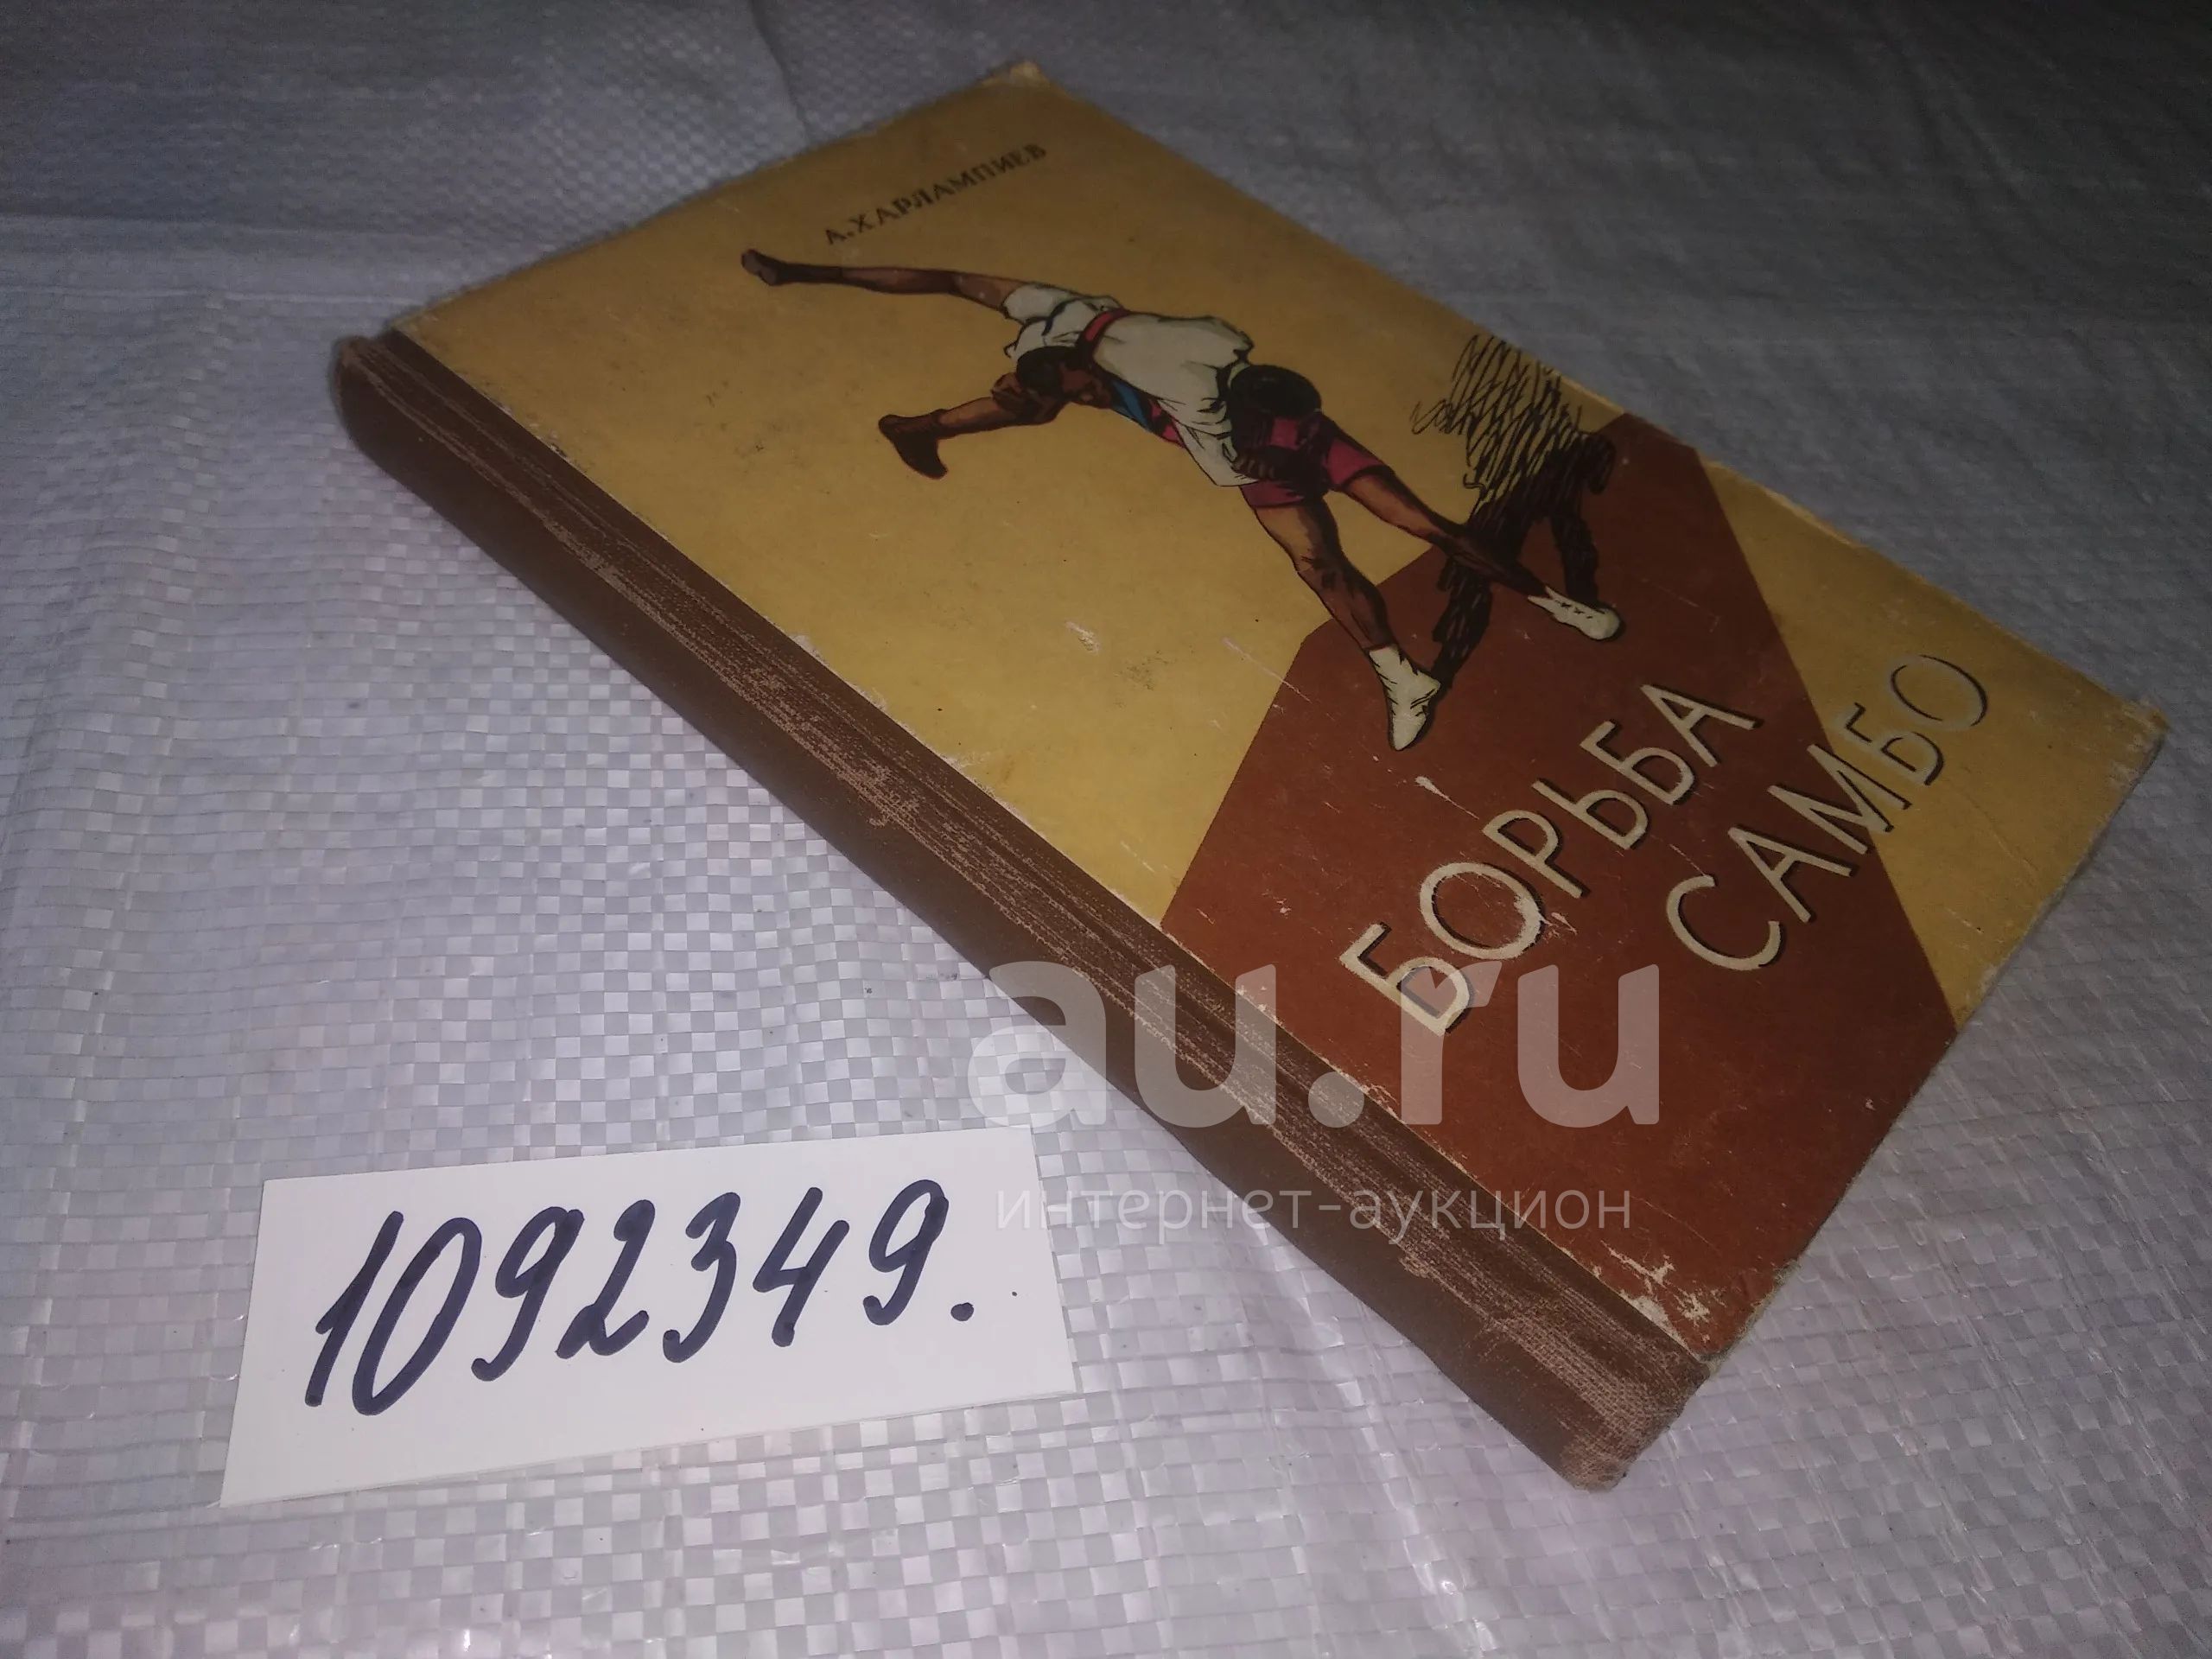 А. ХАРЛАМПИЕВ
БОРЬБА
САМБО
au.ru
интернет-аукцион
1092349.